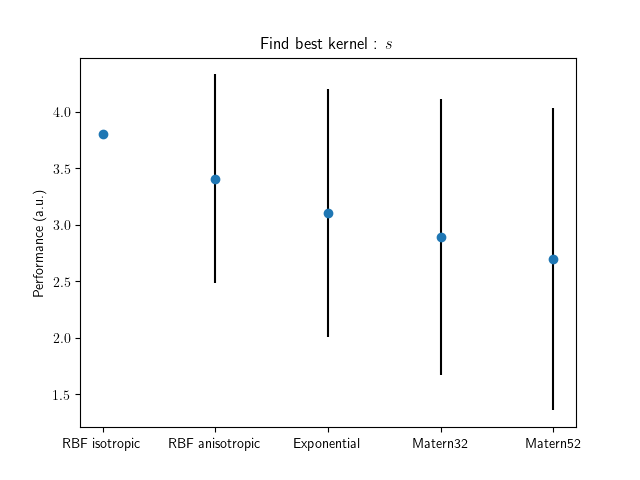 Find best kernel : s
Performance (a.u.)
4.0
3.5
3.0
2.5
2.0
1.5
RBF isotropic RBF anisotropic Exponential Matern32 Matern52